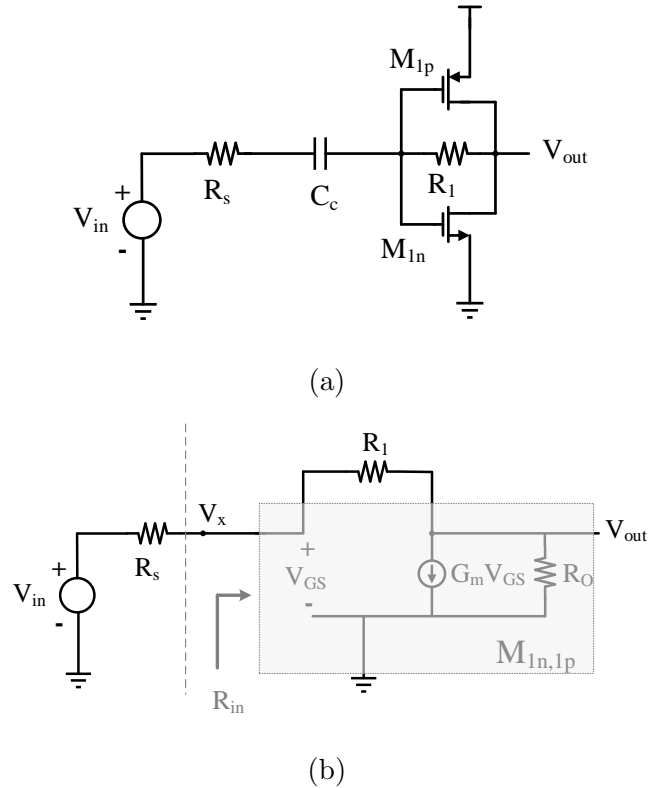 M1p
Vout
Rs
Cc
R1
+
Vin
-
M1n
(a)
R1
Vx
Vout
Rs
+
VGS
-
GmVGS
RO
+
Vin
-
M1n,1p
Rin
(b)